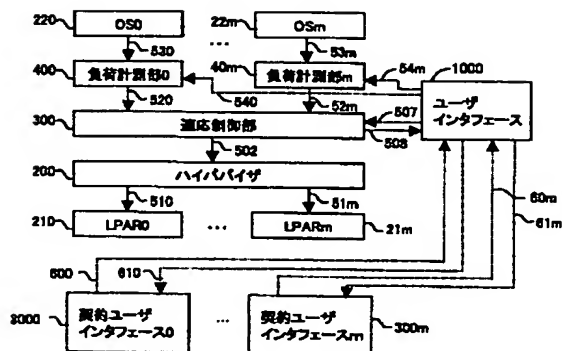 220
OS0
22m
OSm
530
...
53m
400
負荷計測部0
40m
負荷計測部m
54m
1000
520
540
52m
507
ユーザ
インタフェース
300
適応制御部
508
502
200
ハイパバイザ
510
51m
60m
210
LPAR0
...
LPARm
21m
61m
600
610
3000
契約ユーザ
インタフェース0
...
契約ユーザ
インタフェースm
300m